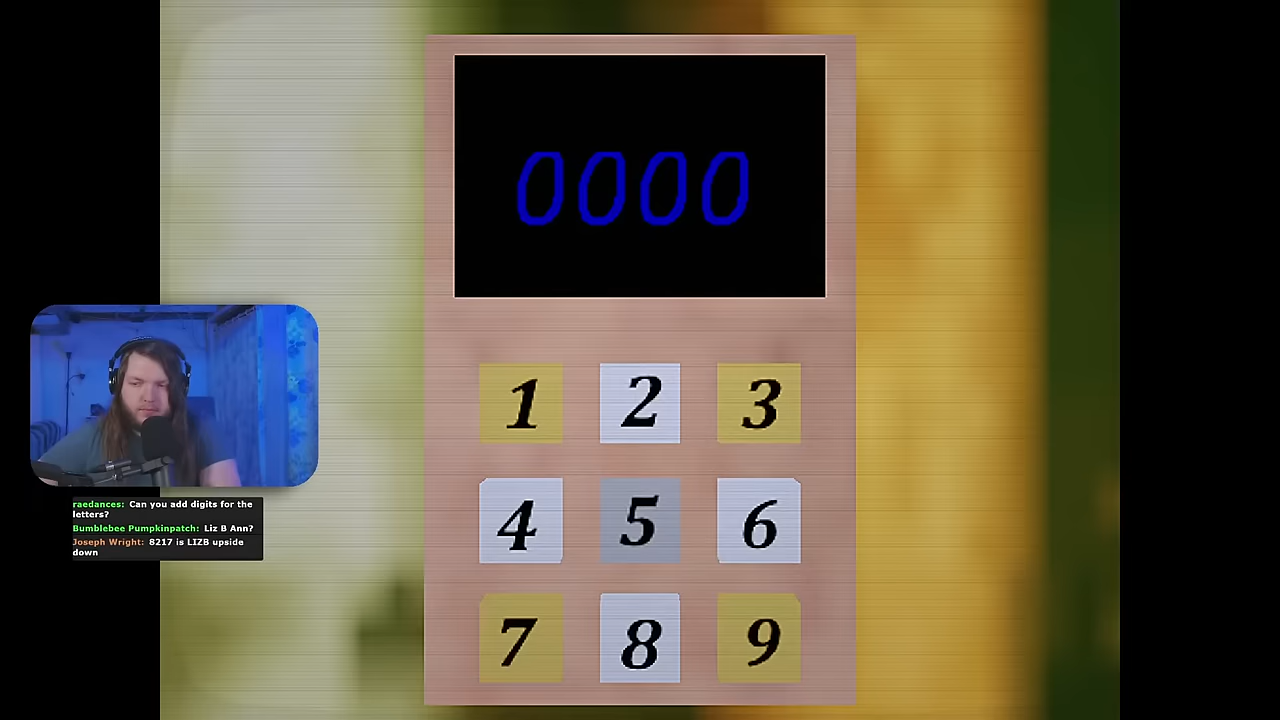 0000
1 2 3
4 5 6
7 8 9
raedances: Can you add digits for the
letters?
Bumblebee Pumpkinpatch: Liz B Ann?
Joseph Wright: 8217 is LIZB upside
down